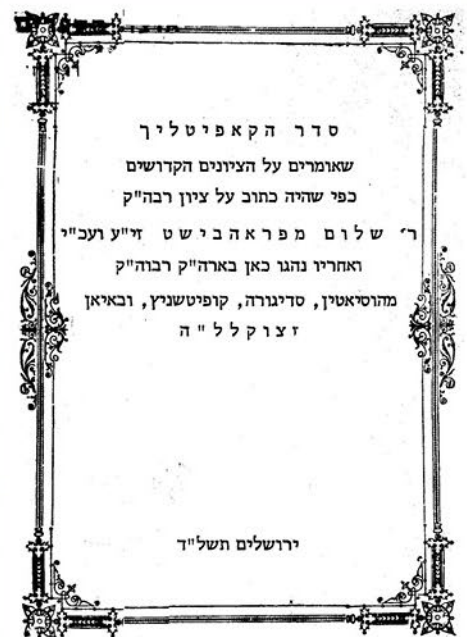 סדר הקאפיטליך
שאומרים על הציונים הקדושים
כפי שהיה כתוב על ציון רבה"ק
ר׳ שלום מפראהבישט זי"ע ועכ"י
ואחריו נהגו כאן בארה"ק רבוה"ק
מהוסיאטין, סדיגורה, קופיטשניץ, ובאיאן
זצוקלל"ה
ירושלים תשל"ד